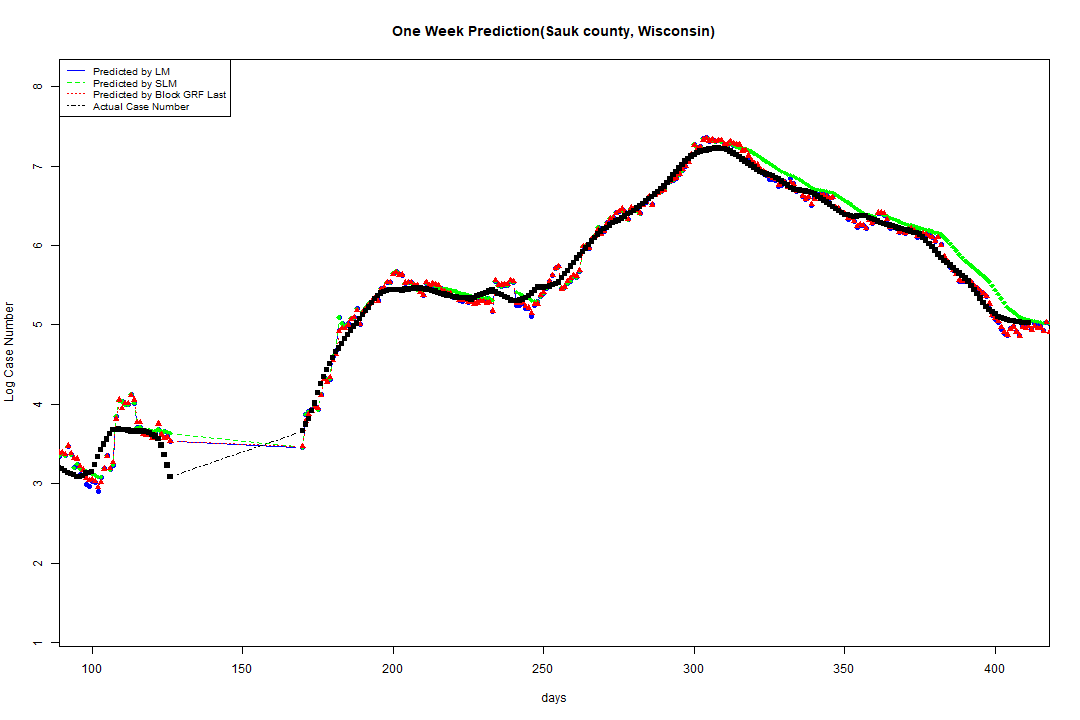 One Week Prediction(Sauk county, Wisconsin)
Predicted by LM
Predicted by SLM
Predicted by Block GRF Last
Actual Case Number
8
7
6
5
4
3
2
1
Log Case Number
100 150 200 250 300 350 400
days